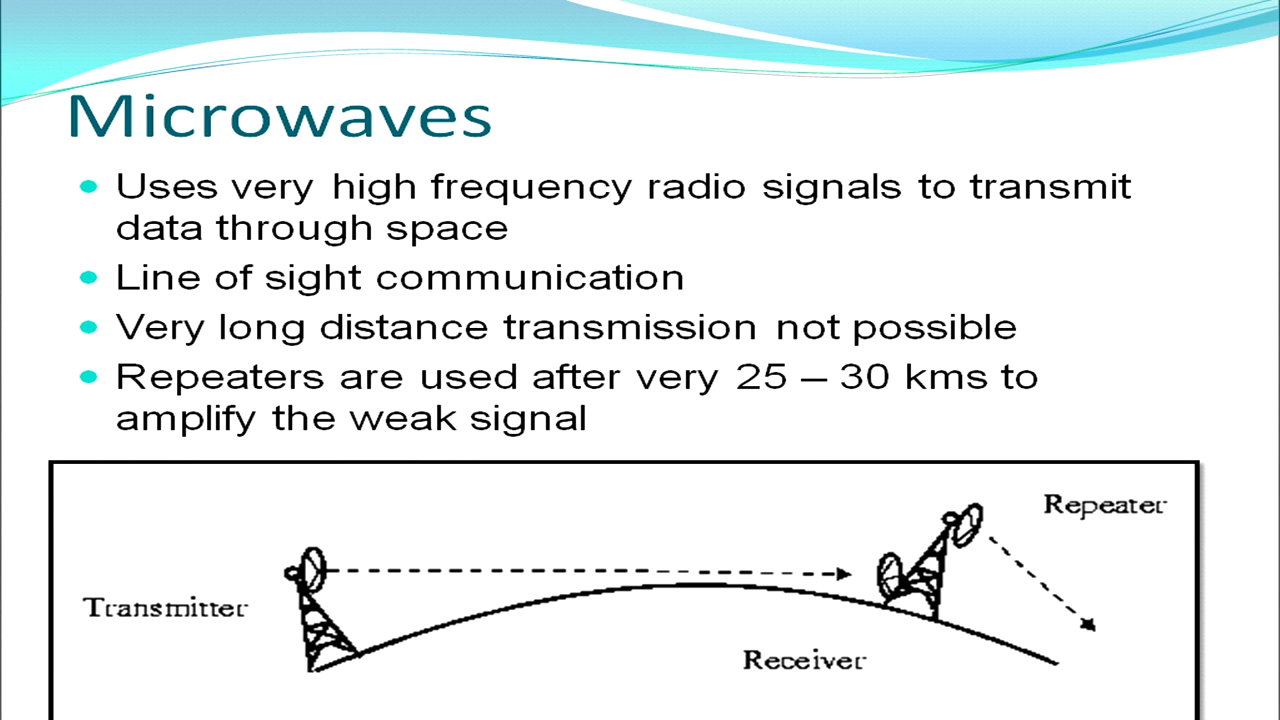 Microwaves
Uses very high frequency radio signals to transmit
data through space
Line of sight communication
Very long distance transmission not possible
Repeaters are used after very 25 – 30 kms to
amplify the weak signal
Repeater
Transmitter
Receiver